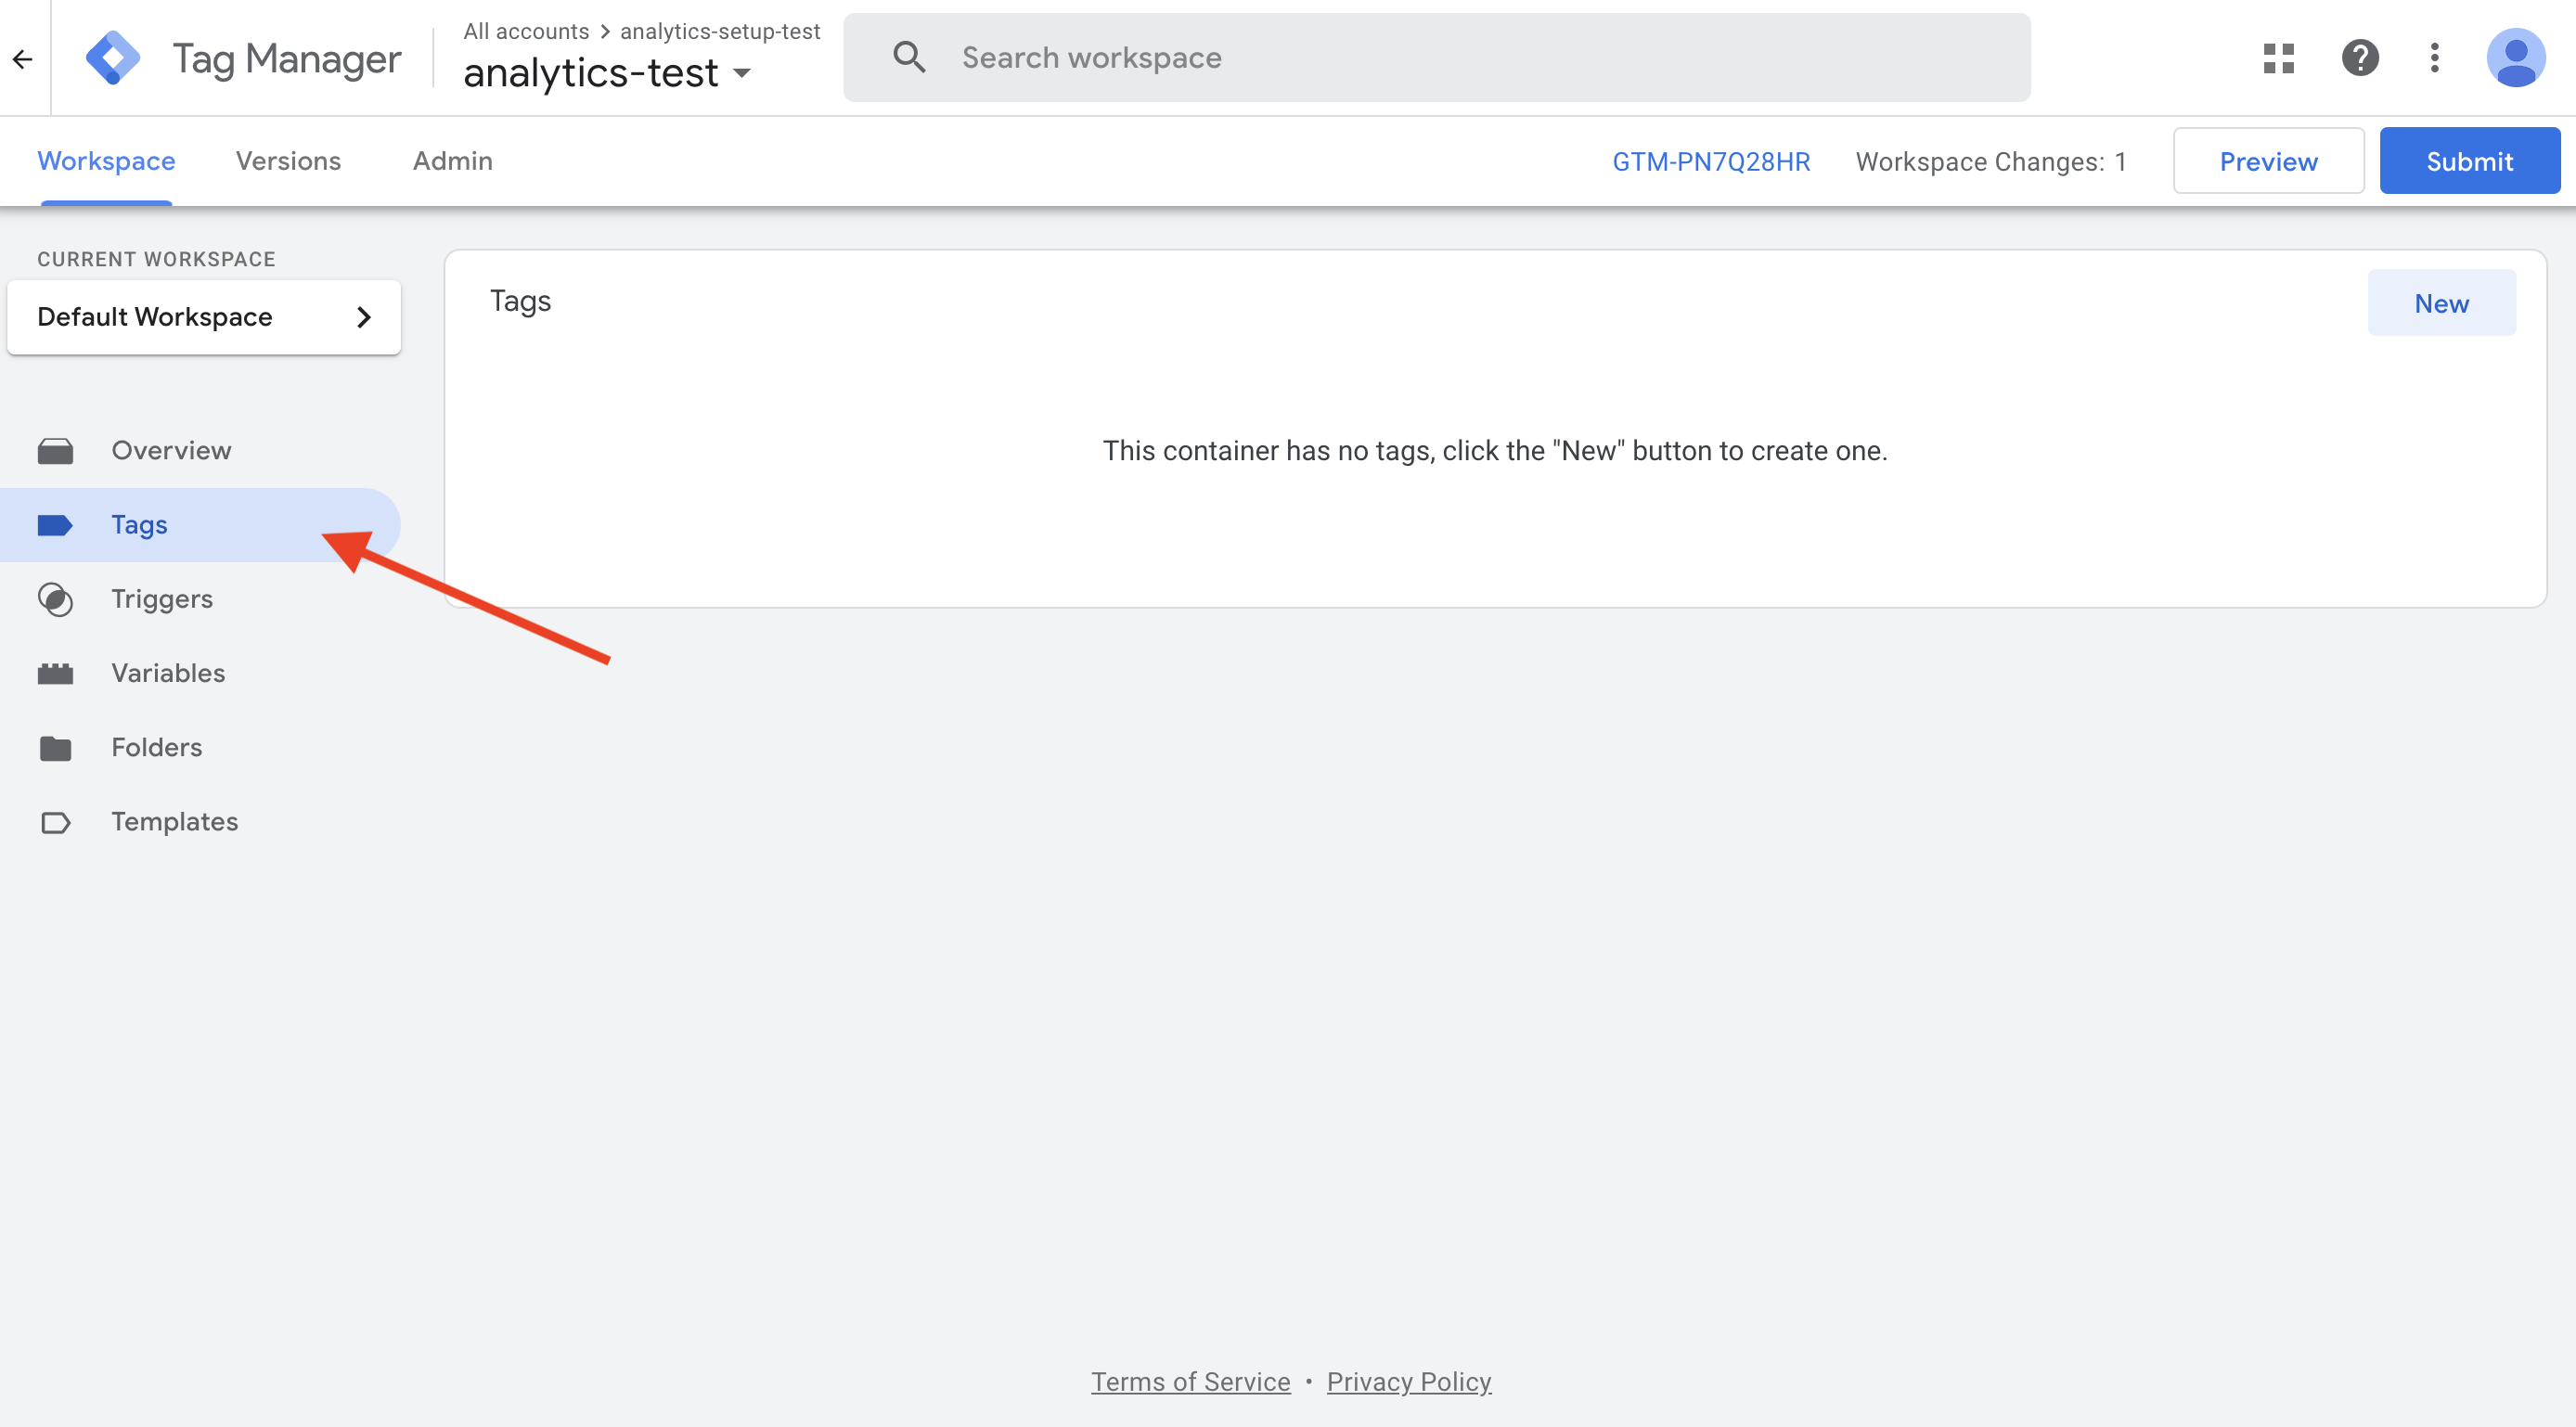 Tag Manager
All accounts > analytics-setup-test
analytics-test
Search workspace
Workspace
Versions
Admin
GTM-PN7Q28HR
Workspace Changes: 1
Preview
Submit
CURRENT WORKSPACE
Default Workspace
Overview
Tags
Triggers
Variables
Folders
Templates
Tags
New
This container has no tags, click the "New" button to create one.
Terms of Service • Privacy Policy